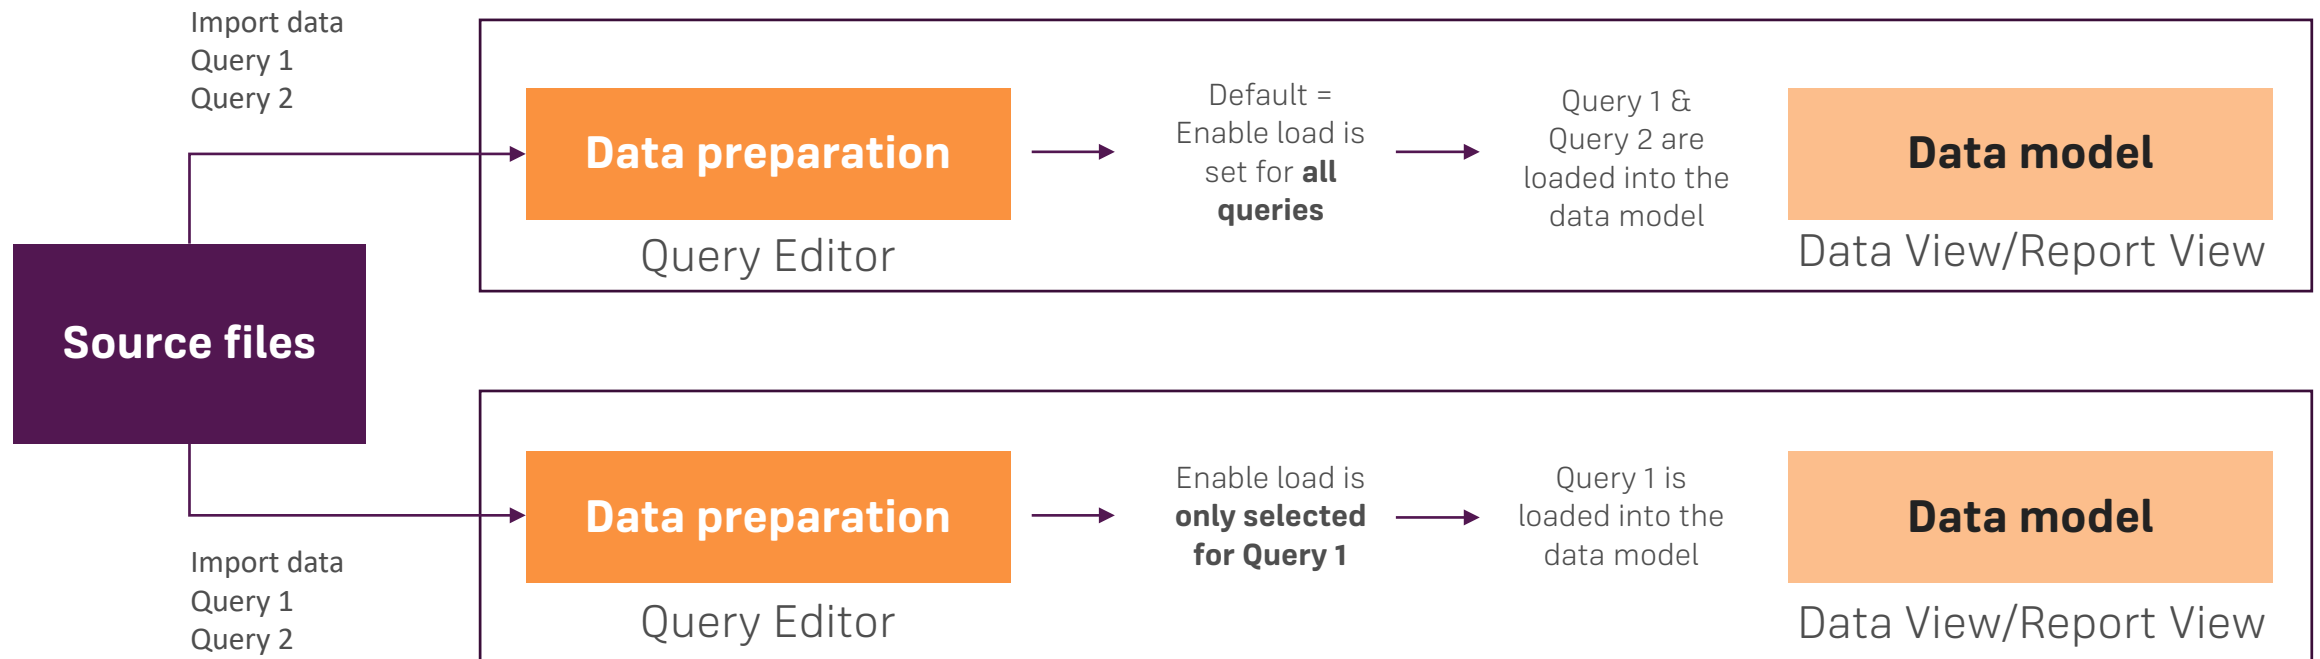 Import data
Query 1
Query 2
Data preparation
Query Editor
Default =
Enable load is
set for all
queries
Query 1 &
Query 2 are
loaded into the
data model
Data model
Data View/Report View
Source files
Import data
Query 1
Query 2
Data preparation
Query Editor
Enable load is
only selected
for Query 1
Query 1 is
loaded into the
data model
Data model
Data View/Report View